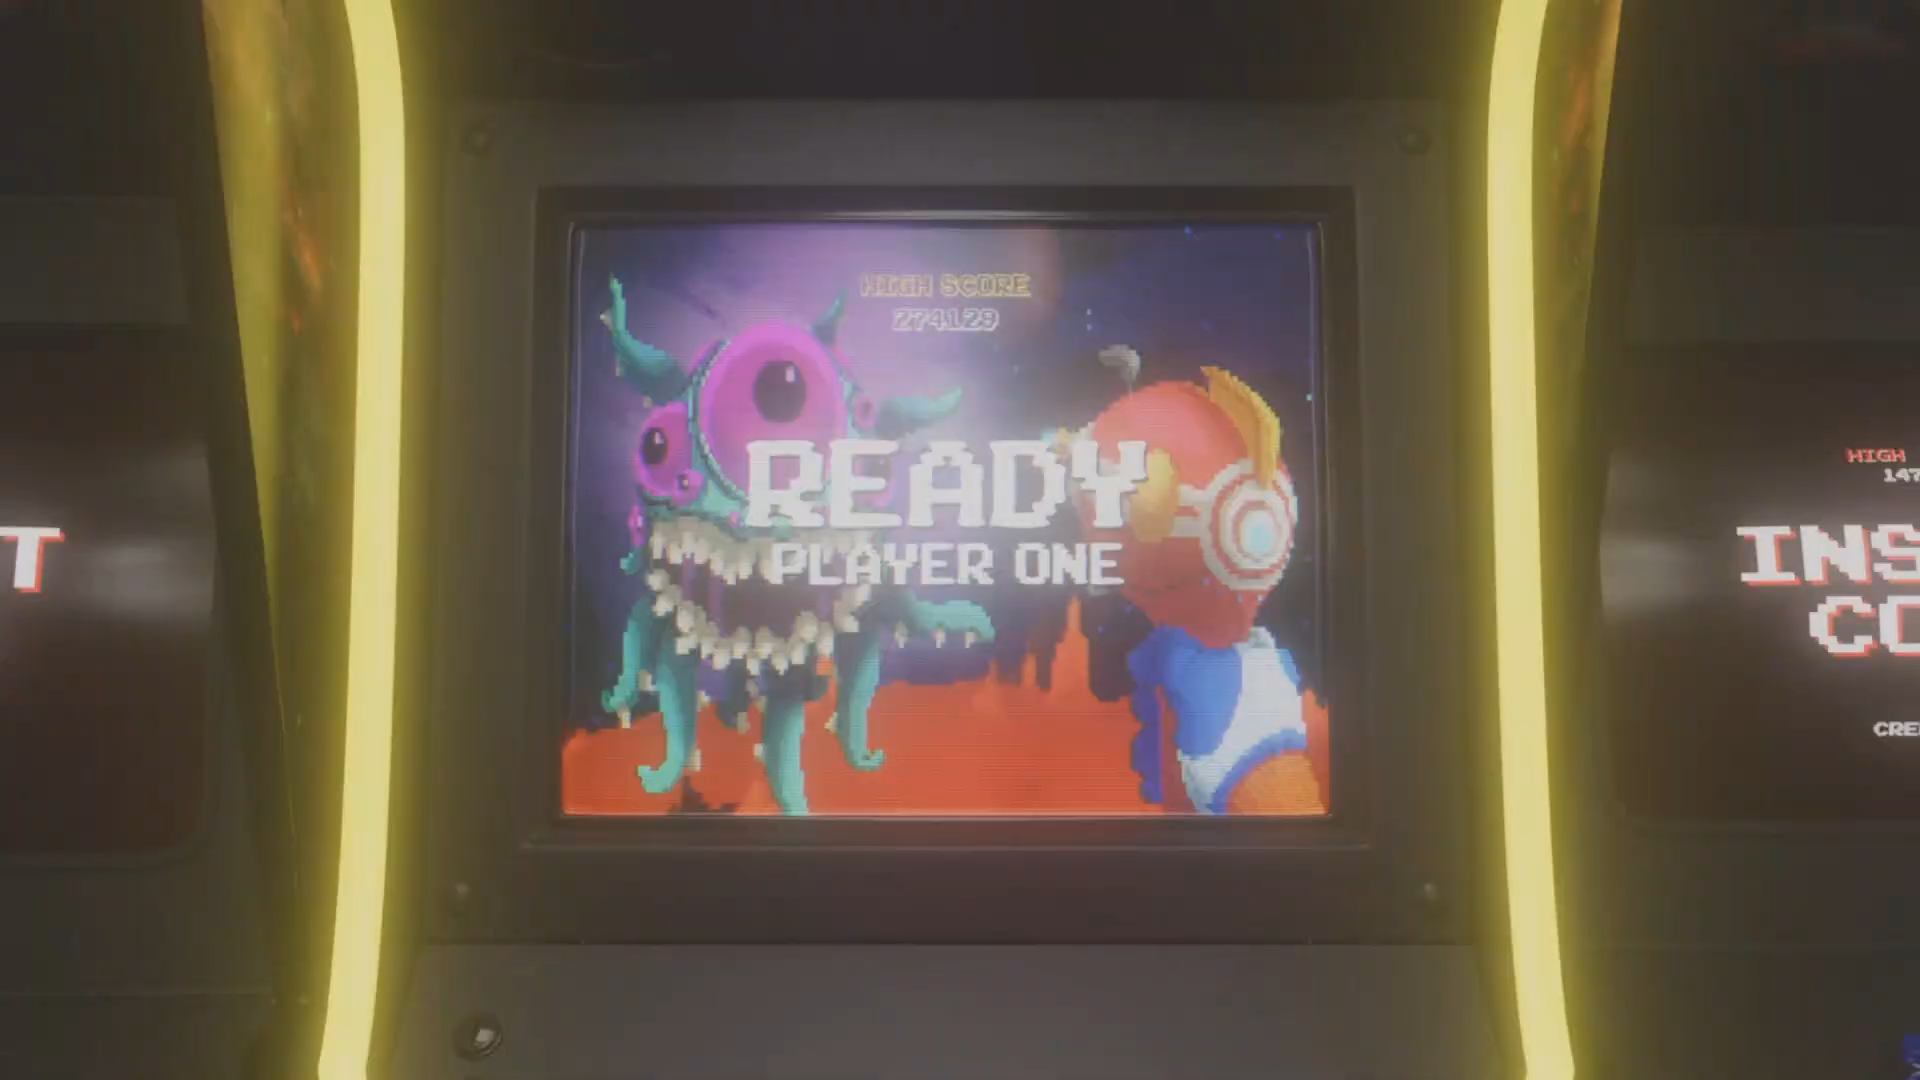 HIGH SCORE
274129
READY
PLAYER ONE
T
HIGH
147
INS
CO
CRE